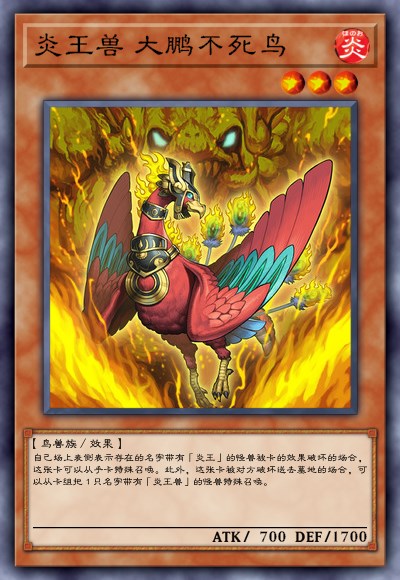 炎王兽 大鹏不死鸟
ほのお
炎
【鸟兽族／效果】
自己场上表侧表示存在的名字带有「炎王」的怪兽被卡的效果破坏的场合，
这张卡可以从手卡特殊召唤。此外，这张卡被对方破坏送去墓地的场合，可
以从卡组把1只名字带有「炎王兽」的怪兽特殊召唤。
ATK/ 700 DEF/1700